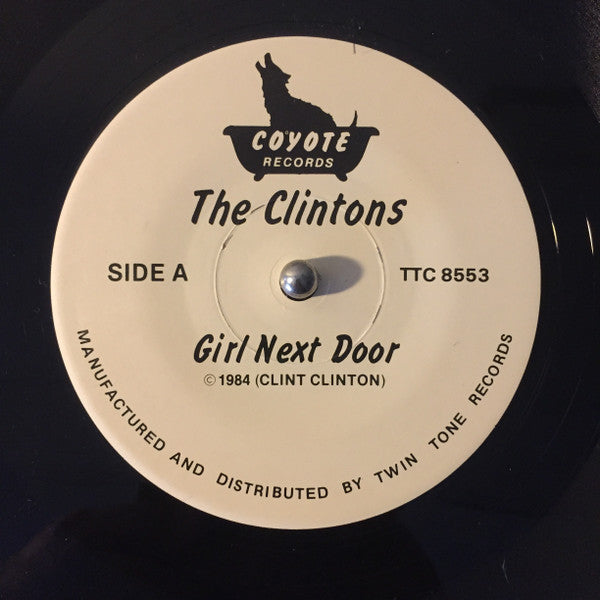 COYOTE
RECORDS
The Clintons
SIDE A
TTC 8553
Girl Next Door
©1984 (CLINT CLINTON)
MANUFACTURED AND DISTRIBUTED BY TWIN TONE RECORDS